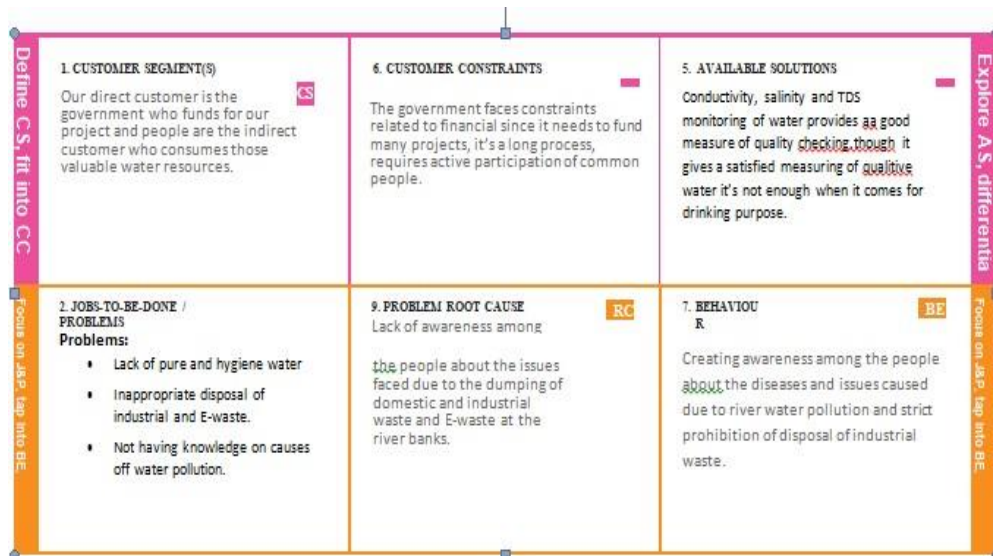 Define CS, fit into CC
1. CUSTOMER SEGMENT(S)
CS
Our direct customer is the
government who funds for our
project and people are the indirect
customer who consumes those
valuable water resources.
6. CUSTOMER CONSTRAINTS
The government faces constraints
related to financial since it needs to fund
many projects, it's a long process,
requires active participation of common
people.
5. AVAILABLE SOLUTIONS
Conductivity, salinity and TDS
monitoring of water provides aa good
measure of quality checking,though it
gives a satisfied measuring of qualitive
water it's not enough when it comes for
drinking purpose.
Explore AS, differentia
Focus on J&P, tap into BE,
2. JOBS-TO-BE-DONE /
PROBLEMS
Problems:
• Lack of pure and hygiene water
• Inappropriate disposal of
industrial and E-waste.
• Not having knowledge on causes
off water pollution.
9. PROBLEM ROOT CAUSE
RC
Lack of awareness among
the people about the issues
faced due to the dumping of
domestic and industrial
waste and E-waste at the
river banks.
7. BEHAVIOU
R
BE
Creating awareness among the people
about the diseases and issues caused
due to river water pollution and strict
prohibition of disposal of industrial
waste.
Focus on J&P, tap into BE,